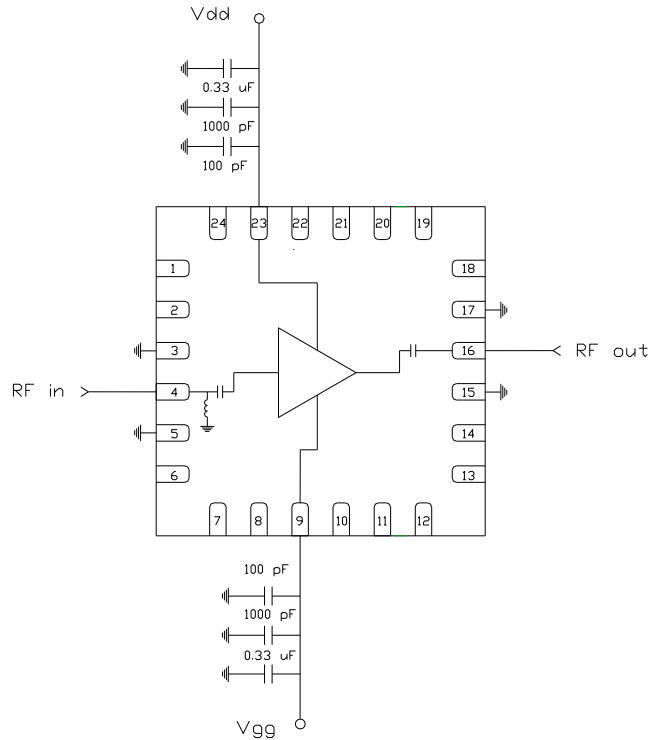 Vdd
0.33 uF
1000 pF
100 pF
24 23 22 21 20 19
1 18
2 17
3 16 RF out
RF in 4 15
5 14
6 13
7 8 9 10 11 12
100 pF
1000 pF
0.33 uF
Vgg